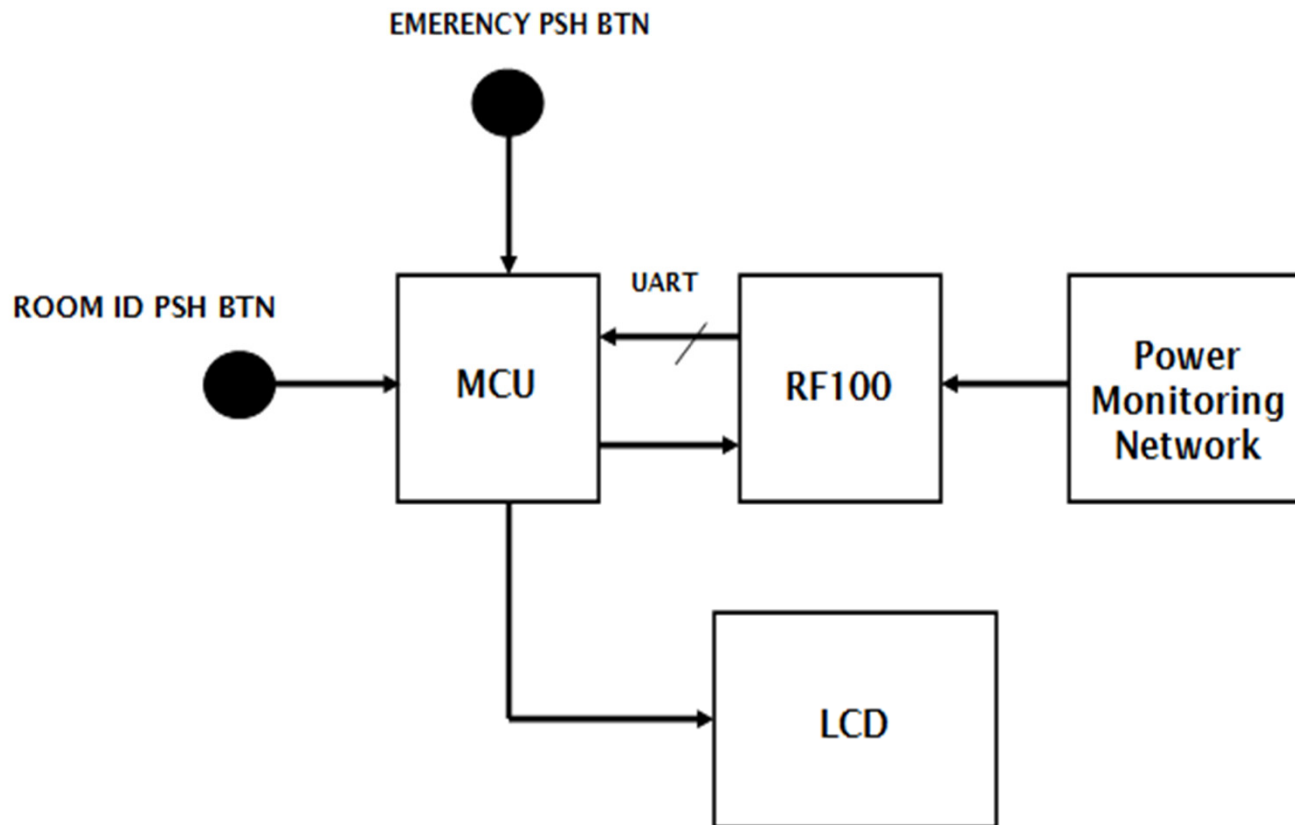 EMERENCY PSH BTN
ROOM ID PSH BTN
UART
MCU
RF100
Power
Monitoring
Network
LCD